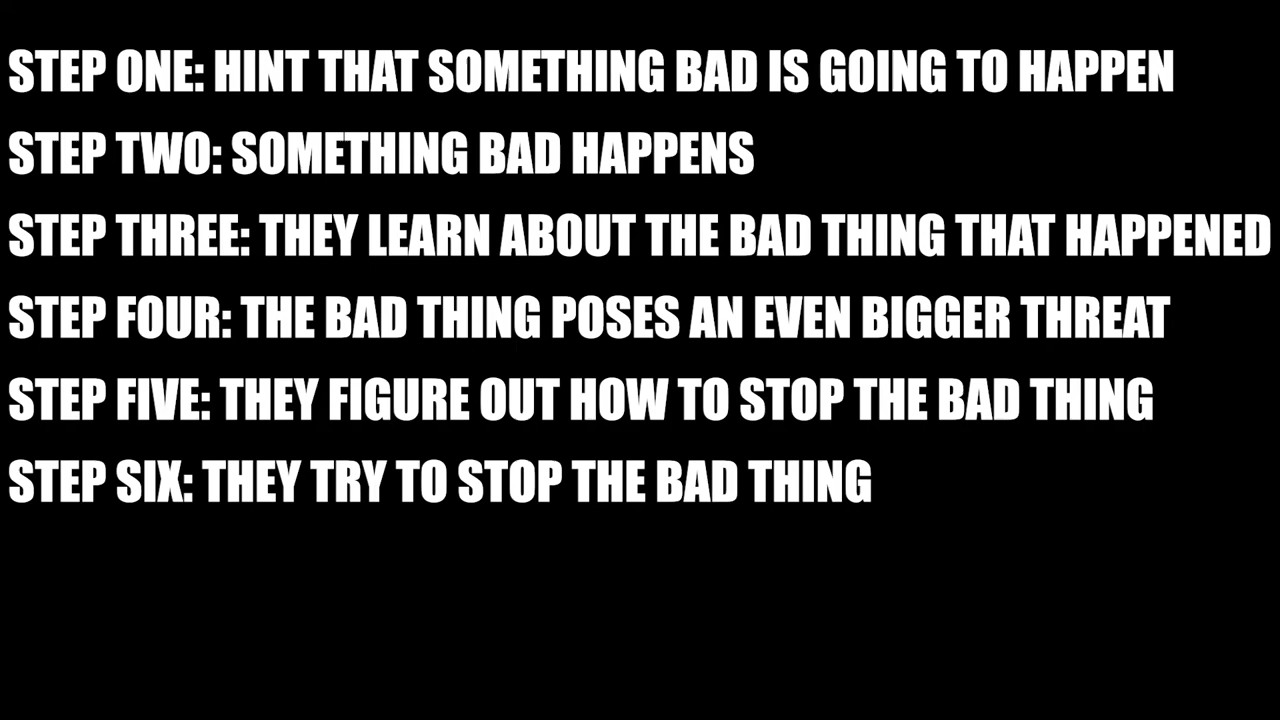 STEP ONE: HINT THAT SOMETHING BAD IS GOING TO HAPPEN
STEP TWO: SOMETHING BAD HAPPENS
STEP THREE: THEY LEARN ABOUT THE BAD THING THAT HAPPENED
STEP FOUR: THE BAD THING POSES AN EVEN BIGGER THREAT
STEP FIVE: THEY FIGURE OUT HOW TO STOP THE BAD THING
STEP SIX: THEY TRY TO STOP THE BAD THING